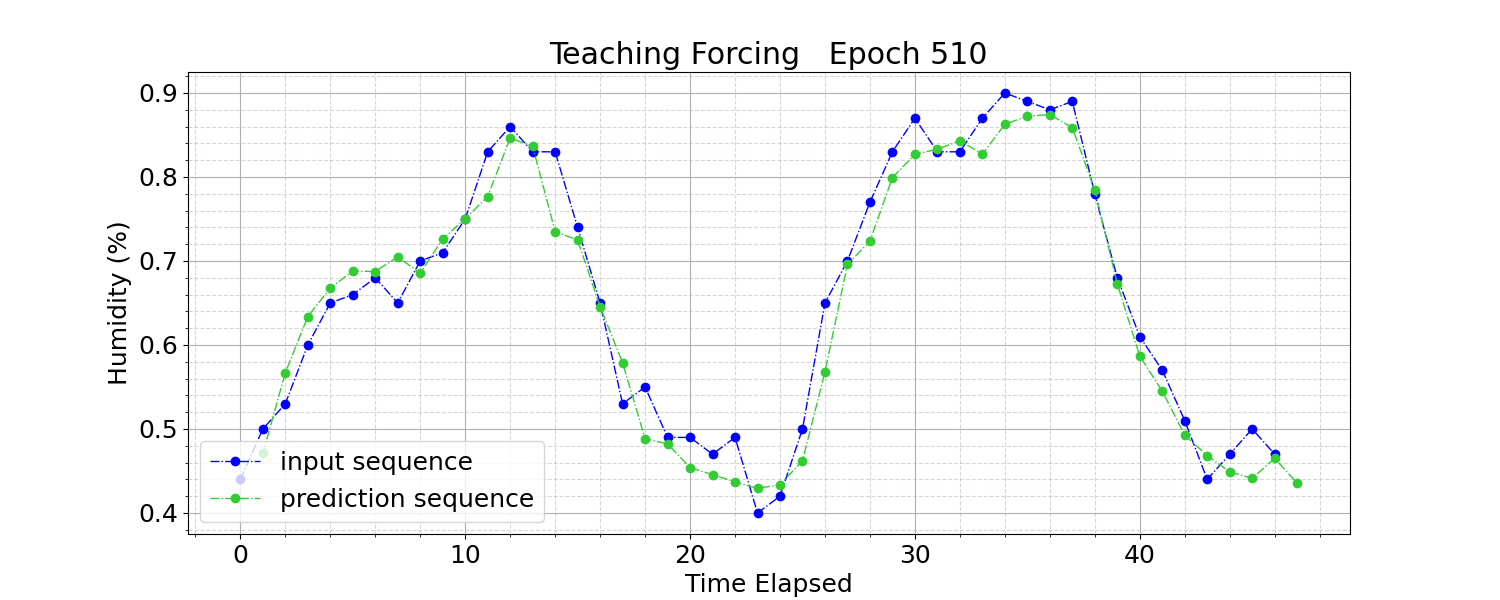 Teaching Forcing   Epoch 510
Humidity (%)
0.9
0.8
0.7
0.6
0.5
0.4
input sequence
prediction sequence
0 10 20 30 40
Time Elapsed